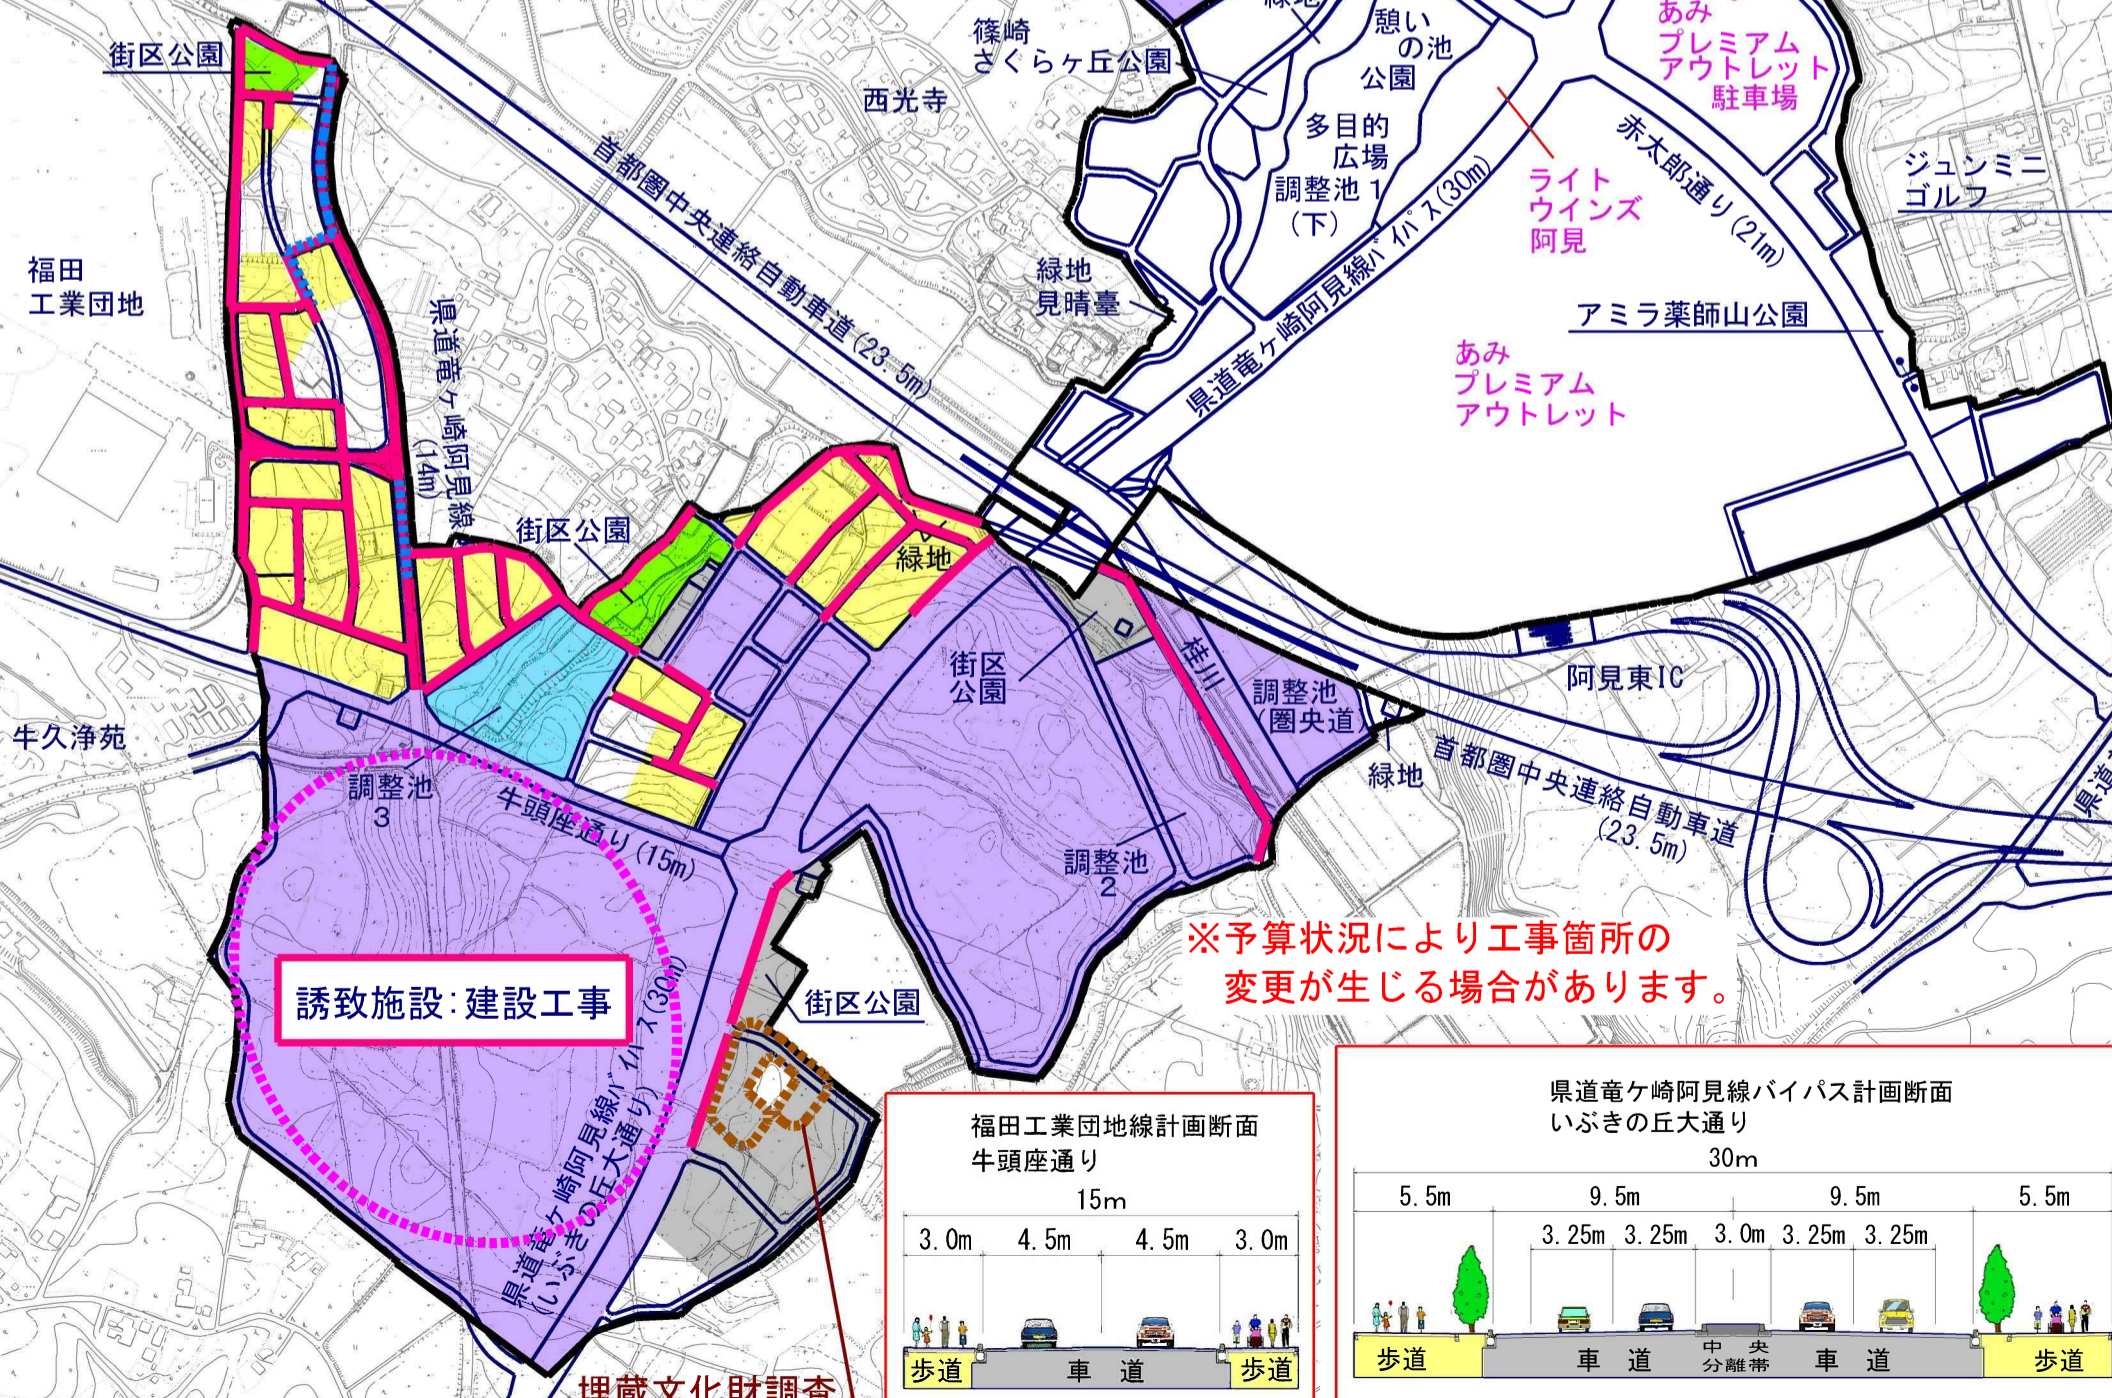 街区公園
福田
工業団地
県道竜ヶ崎阿見線
(14m)
首都圏中央連絡自動車道(23.5m)
西光寺
篠崎
さくらヶ丘公園
緑地
憩い
の池
公園
多目的
広場
調整池1
(下)
緑地
見晴臺
県道竜ヶ崎阿見線バイパス(30m)
あみ
プレミアム
アウトレット
駐車場
ライト
ウインズ
阿見
赤太郎通り(21m)
ジュンミニ
ゴルフ
アミラ薬師山公園
あみ
プレミアム
アウトレット
街区公園
緑地
街区
公園
桂川
調整池
(圏央道)
緑地
阿見東IC
首都圏中央連絡自動車道
(23.5m)
県道
牛久浄苑
調整池
3
牛頭座通り(15m)
調整池
2
誘致施設:建設工事
街区公園
県道竜ヶ崎阿見線バイパス(30m)
(いぶきの丘大通り)
※予算状況により工事箇所の
変更が生じる場合があります。
埋蔵文化財調査
福田工業団地線計画断面
牛頭座通り
15m
3.0m 4.5m 4.5m 3.0m
歩道 車道 歩道
県道竜ケ崎阿見線バイパス計画断面
いぶきの丘大通り
30m
5.5m 9.5m 9.5m 5.5m
3.25m 3.25m 3.0m 3.25m 3.25m
歩道 車道 中央
分離帯 車道 歩道